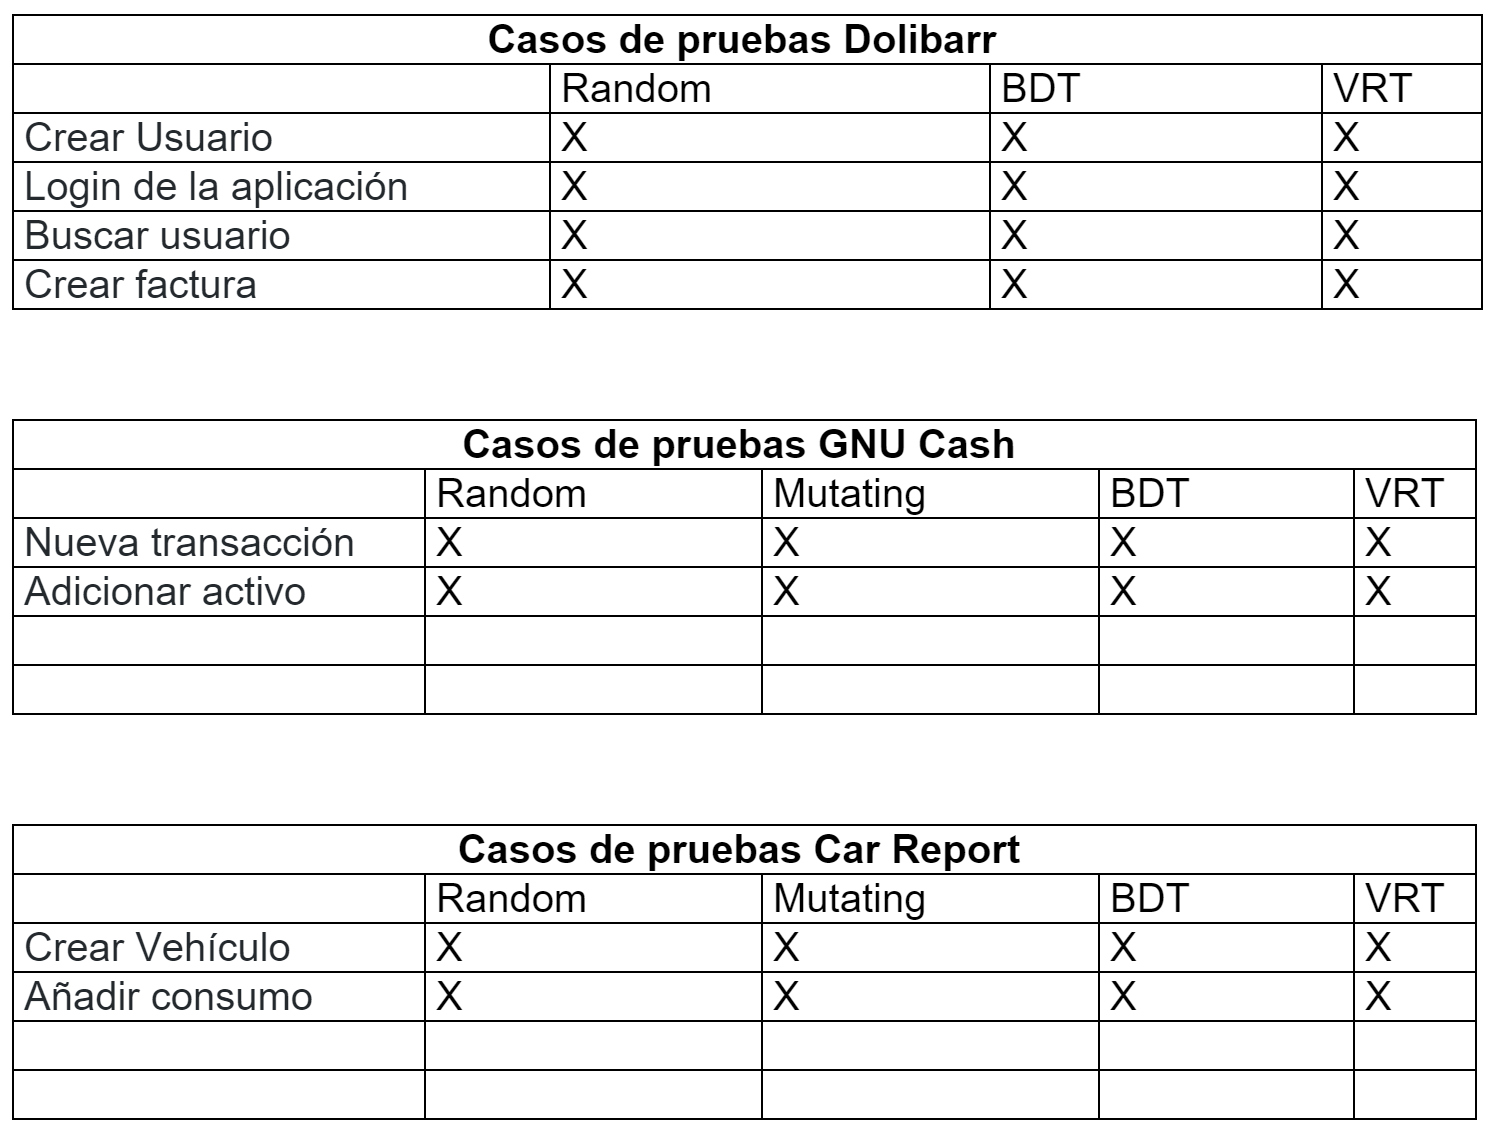 Casos de pruebas Dolibarr
Random BDT VRT
Crear Usuario X X X
Login de la aplicación X X X
Buscar usuario X X X
Crear factura X X X
Casos de pruebas GNU Cash
Random Mutating BDT VRT
Nueva transacción X X X X
Adicionar activo X X X X
Casos de pruebas Car Report
Random Mutating BDT VRT
Crear Vehículo X X X X
Añadir consumo X X X X